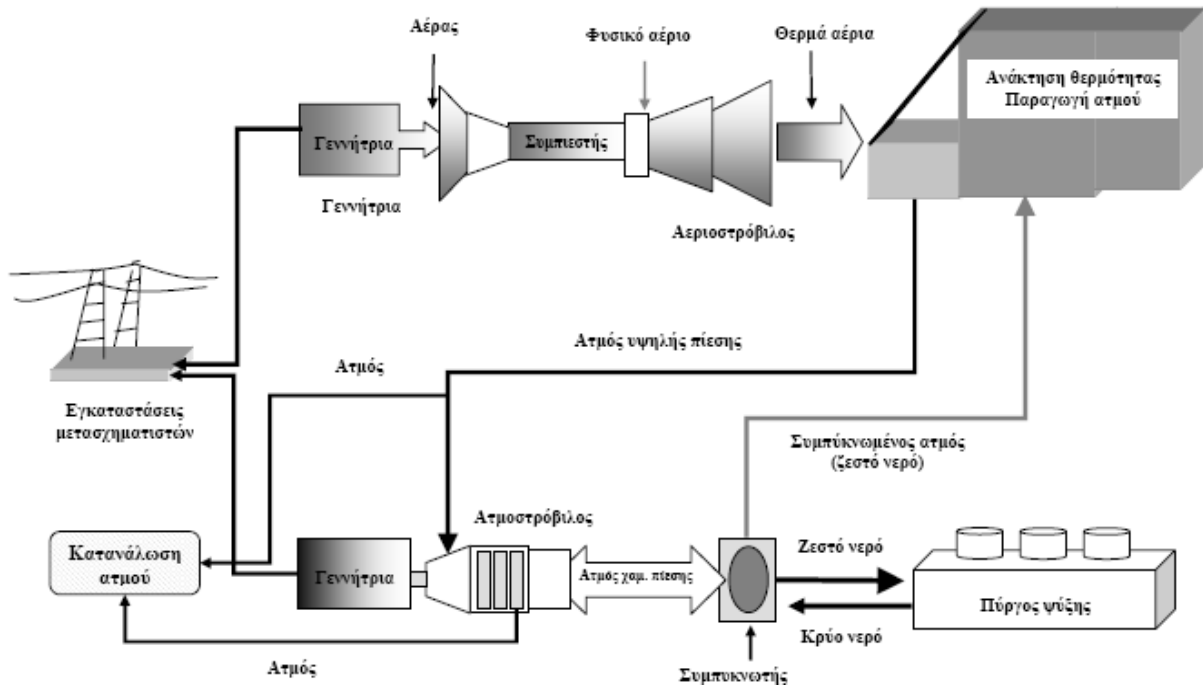 Αέρας
Φυσικό αέριο
Θερμά αέρια
Ανάκτηση θερμότητας
Παραγωγή ατμού
Γεννήτρια
Συμπιεστής
Γεννήτρια
Αεριοστρόβιλος
Ατμός υψηλής πίεσης
Ατμός
Εγκαταστάσεις
μετασχηματιστών
Συμπύκνωμένος ατμός
(ζεστό νερό)
Ατμοστρόβιλος
Κατανάλωση
ατμού
Γεννήτρια
Ατμός χαμ. πίεσης
Ζεστό νερό
Πύργος ψύξης
Κρύο νερό
Ατμός
Συμπυκνωτής